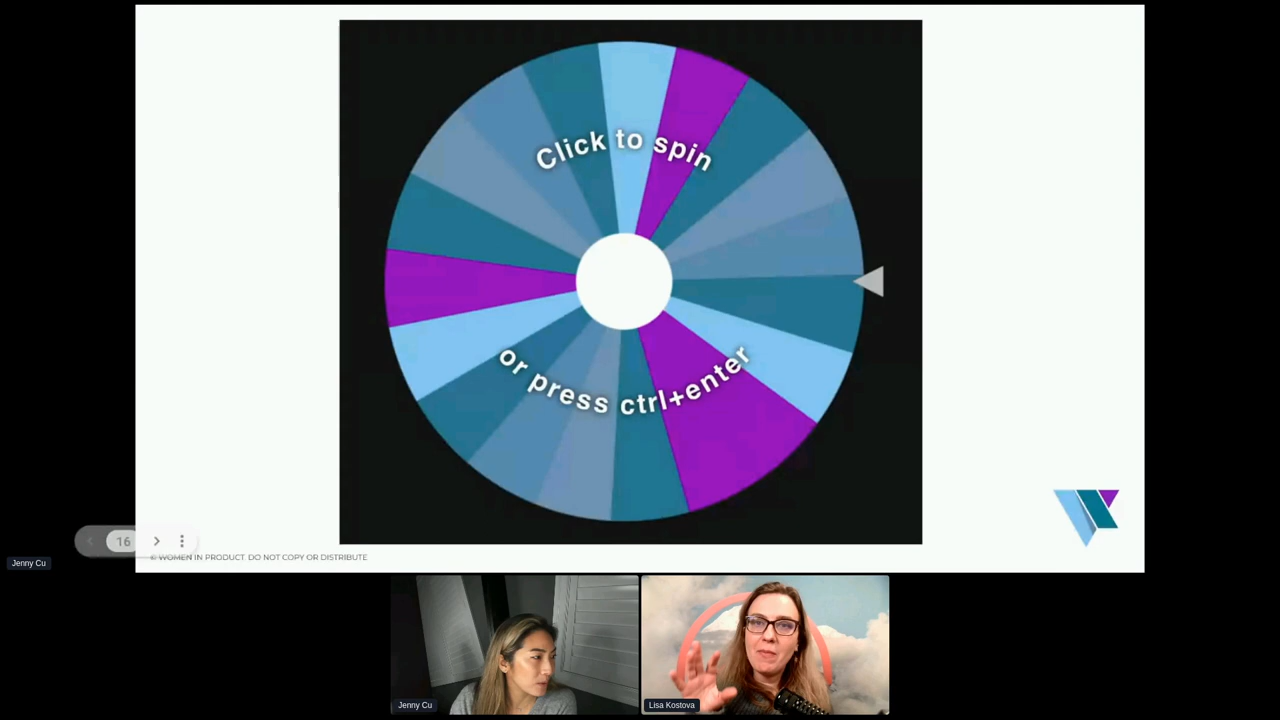 Click to spin
or press ctrl+enter
16
© WOMEN IN PRODUCT. DO NOT COPY OR DISTRIBUTE
Jenny Cu
Jenny Cu
Lisa Kostova